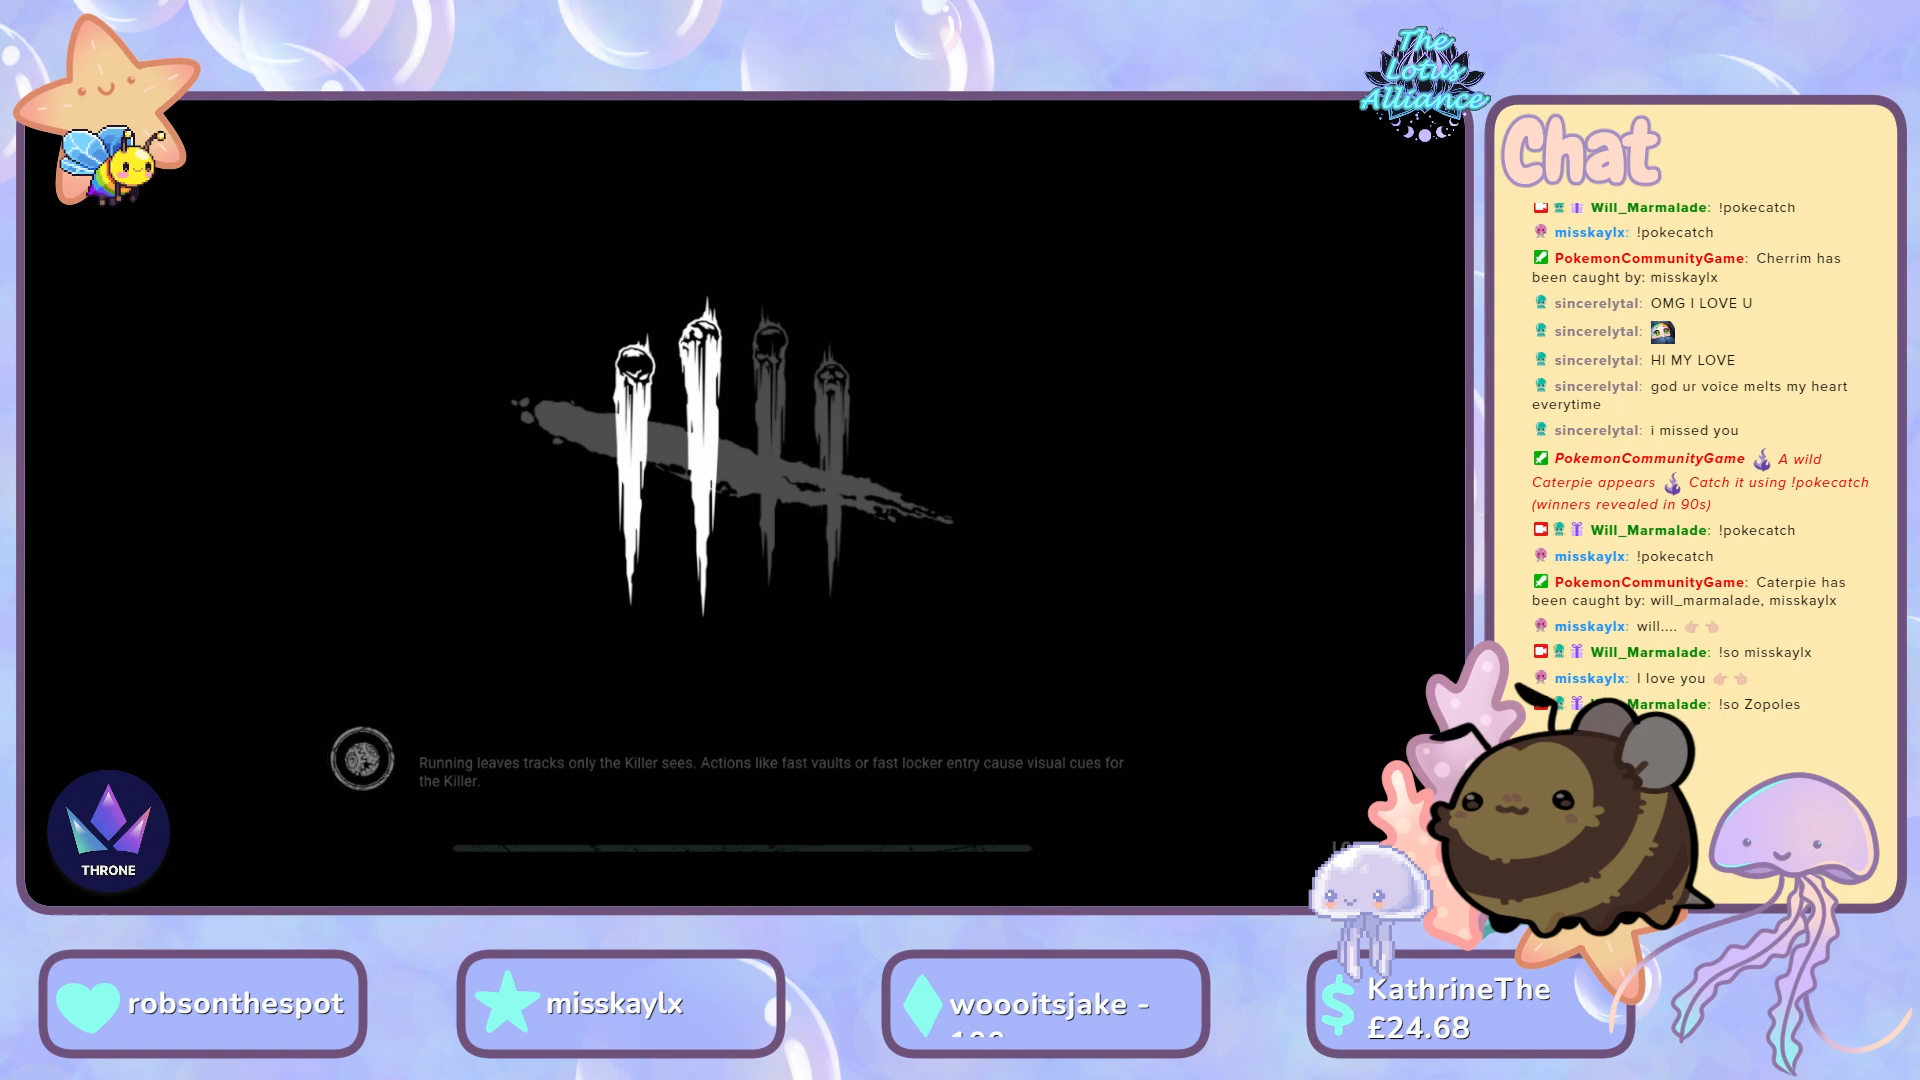 The
Lotus
Alliance
Chat
Will_Marmalade: !pokecatch
misskaylx: !pokecatch
PokemonCommunityGame: Cherrim has
been caught by: misskaylx
sincerelytal: OMG I LOVE U
sincerelytal:
sincerelytal: HI MY LOVE
sincerelytal: god ur voice melts my heart
everytime
sincerelytal: i missed you
PokemonCommunityGame A wild
Caterpie appears Catch it using !pokecatch
(winners revealed in 90s)
Will_Marmalade: !pokecatch
misskaylx: !pokecatch
PokemonCommunityGame: Caterpie has
been caught by: will_marmalade, misskaylx
misskaylx: will....
Will_Marmalade: !so misskaylx
misskaylx: I love you
Marmalade: !so Zopoles
Running leaves tracks only the Killer sees. Actions like fast vaults or fast locker entry cause visual cues for
the Killer.
THRONE
robsonthespot
misskaylx
woooitsjake -
KathrineThe
£24.68